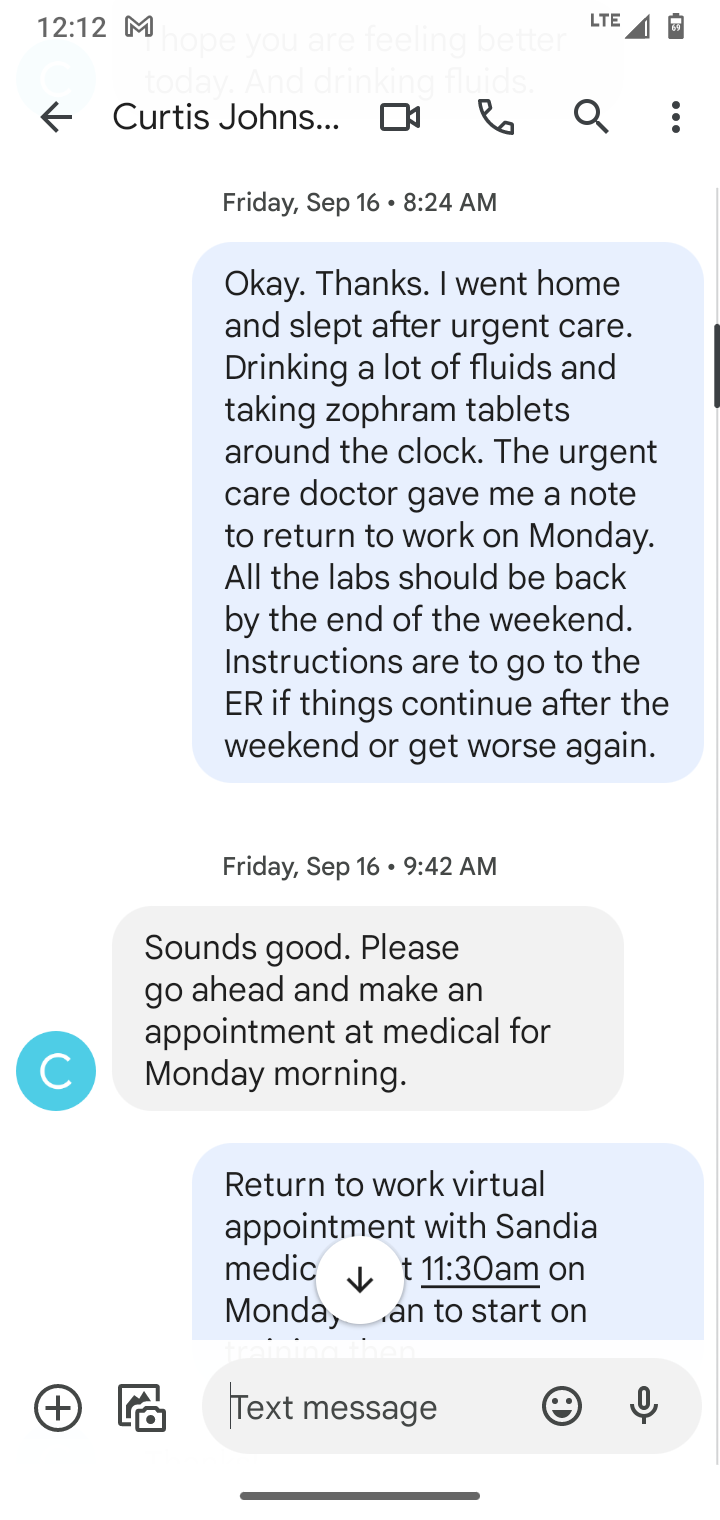 12:12
LTE
69
I hope you are feeling better
today. And drinking fluids.
C
Curtis Johns...
Friday, Sep 16 • 8:24 AM
Okay. Thanks. I went home
and slept after urgent care.
Drinking a lot of fluids and
taking zophram tablets
around the clock. The urgent
care doctor gave me a note
to return to work on Monday.
All the labs should be back
by the end of the weekend.
Instructions are to go to the
ER if things continue after the
weekend or get worse again.
Friday, Sep 16 • 9:42 AM
Sounds good. Please
go ahead and make an
appointment at medical for
Monday morning.
C
Return to work virtual
appointment with Sandia
medic t 11:30am on
Monday an to start on
training then
Text message